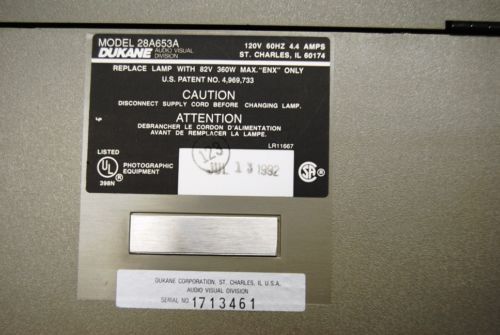 MODEL 28A653A
DUKANE AUDIO VISUAL DIVISION
120V 60HZ 4.4 AMPS
ST. CHARLES, IL 60174
REPLACE LAMP WITH 82V 360W MAX. "ENX" ONLY
U.S. PATENT NO. 4,969,733
CAUTION
DISCONNECT SUPPLY CORD BEFORE CHANGING LAMP.
ATTENTION
DEBRANCHER LE CORDON D'ALIMENTATION
AVANT DE REMPLACER LA LAMPE.
LR11667
LISTED
UL
PHOTOGRAPHIC
EQUIPMENT
398N
123
JUL 13 1992
SA
DUKANE CORPORATION, ST. CHARLES, IL U.S.A.
AUDIO VISUAL DIVISION
SERIAL NO. 1713461